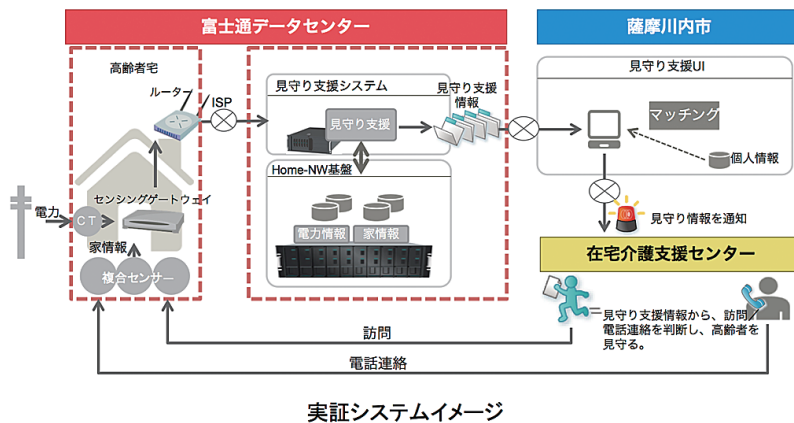 富士通データセンター
薩摩川内市
高齢者宅
ルーター
ISP
見守り支援システム
見守り支援
見守り支援
情報
見守り支援UI
マッチング
個人情報
Home-NW基盤
電力情報
家情報
センシングゲートウェイ
電力
CT
家情報
複合センサー
見守り情報を通知
在宅介護支援センター
見守り支援情報から、訪問/
電話連絡を判断し、高齢者を
見守る。
訪問
電話連絡
実証システムイメージ